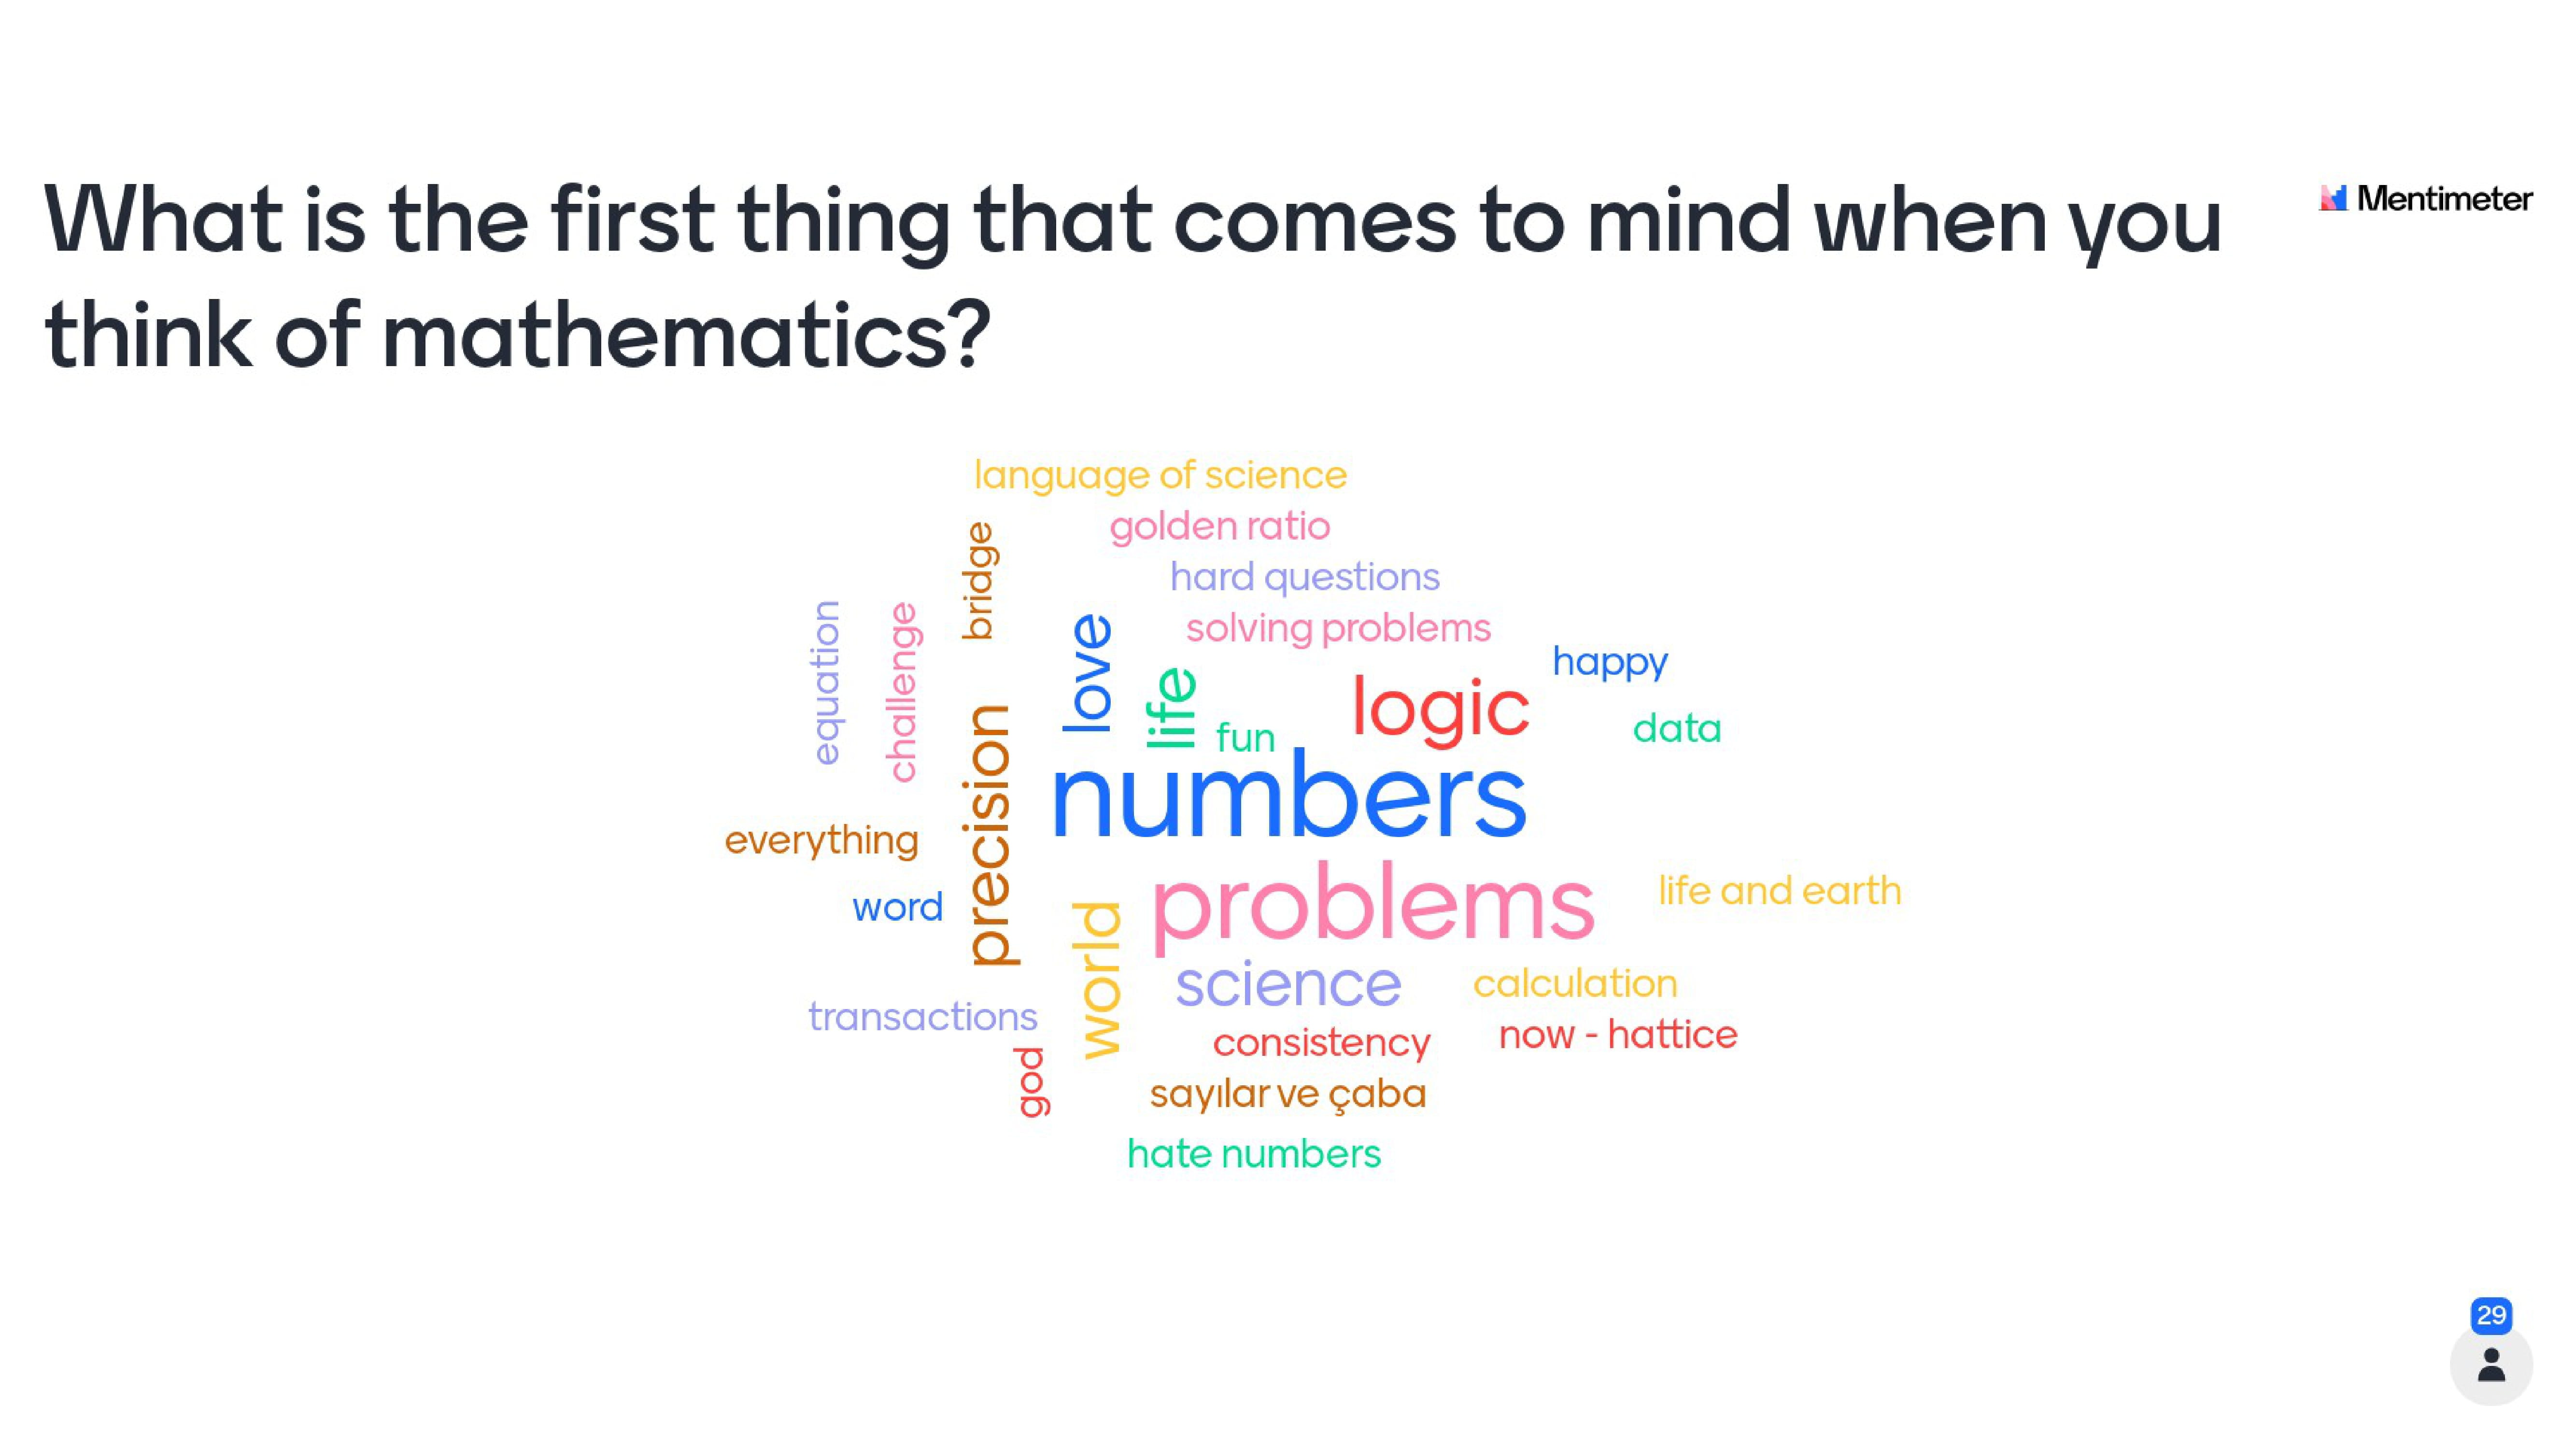 What is the first thing that comes to mind when you
think of mathematics?
Mentimeter
language of science
golden ratio
bridge
hard questions
equation
challenge
love
solving problems
happy
life
logic
fun
data
precision
numbers
everything
problems
life and earth
word
world
science
calculation
transactions
consistency
now - hattice
god
sayılar ve çaba
hate numbers
29